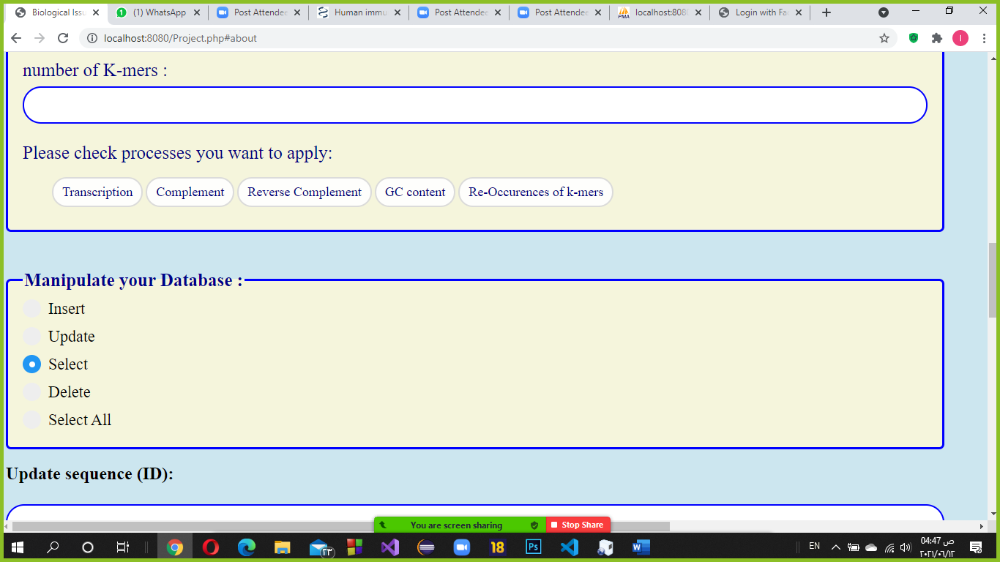 Biological Issu
(1) WhatsApp
Post Attendee
Human immu
Post Attendee
Post Attendee
localhost:8080
Login with Fa
localhost:8080/Project.php#about
I
number of K-mers :
Please check processes you want to apply:
Transcription
Complement
Reverse Complement
GC content
Re-Occurences of k-mers
Manipulate your Database :
Insert
Update
Select
Delete
Select All
Update sequence (ID):
You are screen sharing
Stop Share
٢٣
18
Ps
EN
04:47 ص
٢٠٢١/٠٦/١٢